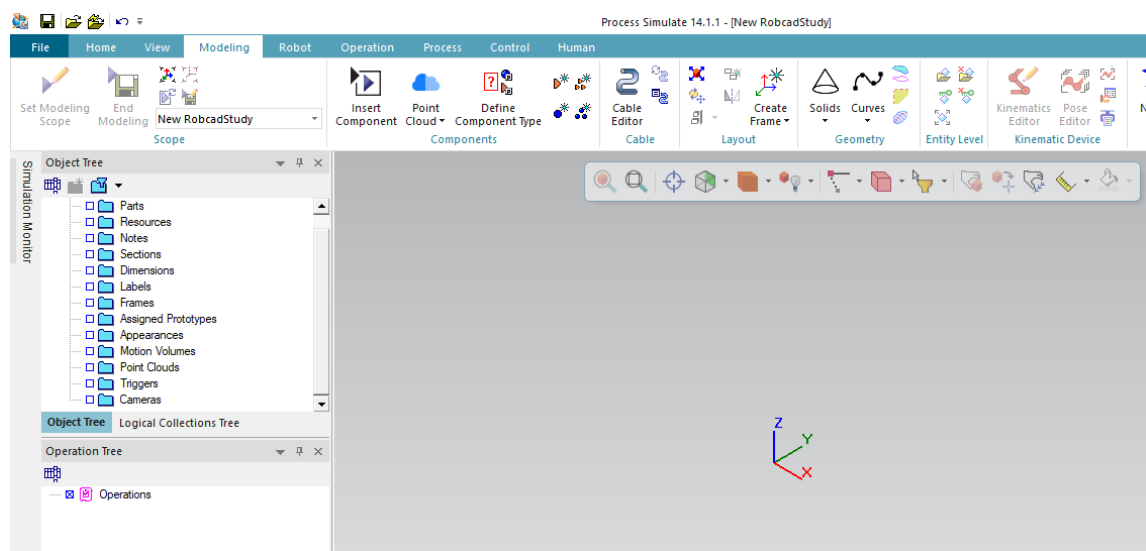 Process Simulate 14.1.1 - [New RobcadStudy]
File Home View Modeling Robot Operation Process Control Human
Set Modeling Scope
End Modeling
New RobcadStudy
Scope
Insert Component
Point Cloud
Define Component Type
Components
Cable Editor
Cable
Create Frame
Layout
Solids
Curves
Geometry
Entity Level
Kinematics Editor
Pose Editor
Kinematic Device
Simulation Monitor
Object Tree
Parts
Resources
Notes
Sections
Dimensions
Labels
Frames
Assigned Prototypes
Appearances
Motion Volumes
Point Clouds
Triggers
Cameras
Object Tree Logical Collections Tree
Operation Tree
Operations
Z
Y
X